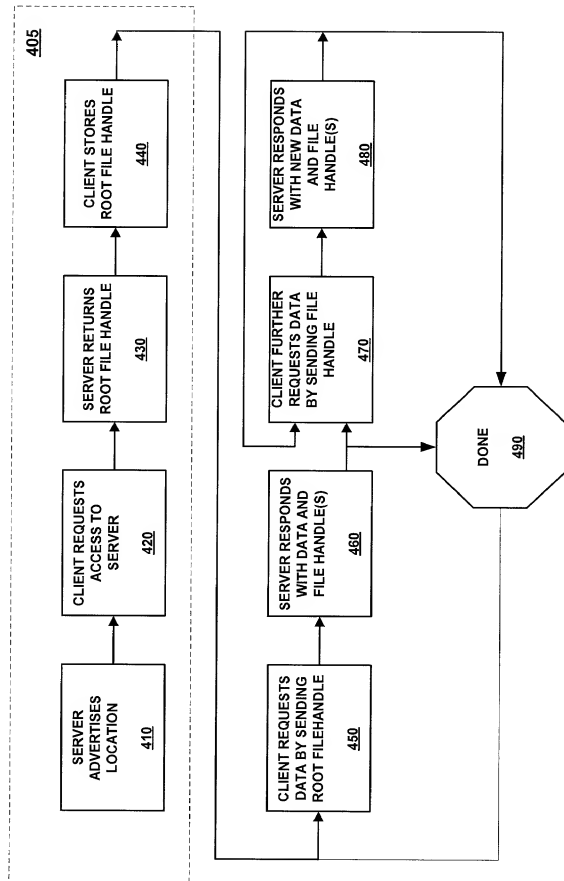 405
SERVER
ADVERTISES
LOCATION
410
CLIENT REQUESTS
ACCESS TO
SERVER
420
SERVER RETURNS
ROOT FILE HANDLE
430
CLIENT STORES
ROOT FILE HANDLE
440
CLIENT REQUESTS
DATA BY SENDING
ROOT FILEHANDLE
450
SERVER RESPONDS
WITH DATA AND
FILE HANDLE(S)
460
CLIENT FURTHER
REQUESTS DATA
BY SENDING FILE
HANDLE
470
SERVER RESPONDS
WITH NEW DATA
AND FILE
HANDLE(S)
480
DONE
490